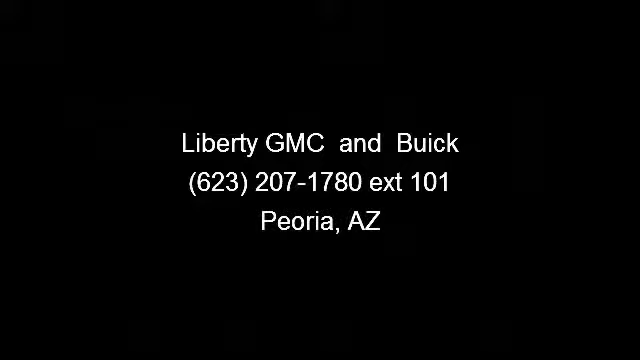 Liberty GMC  and  Buick
(623) 207-1780 ext 101
Peoria, AZ